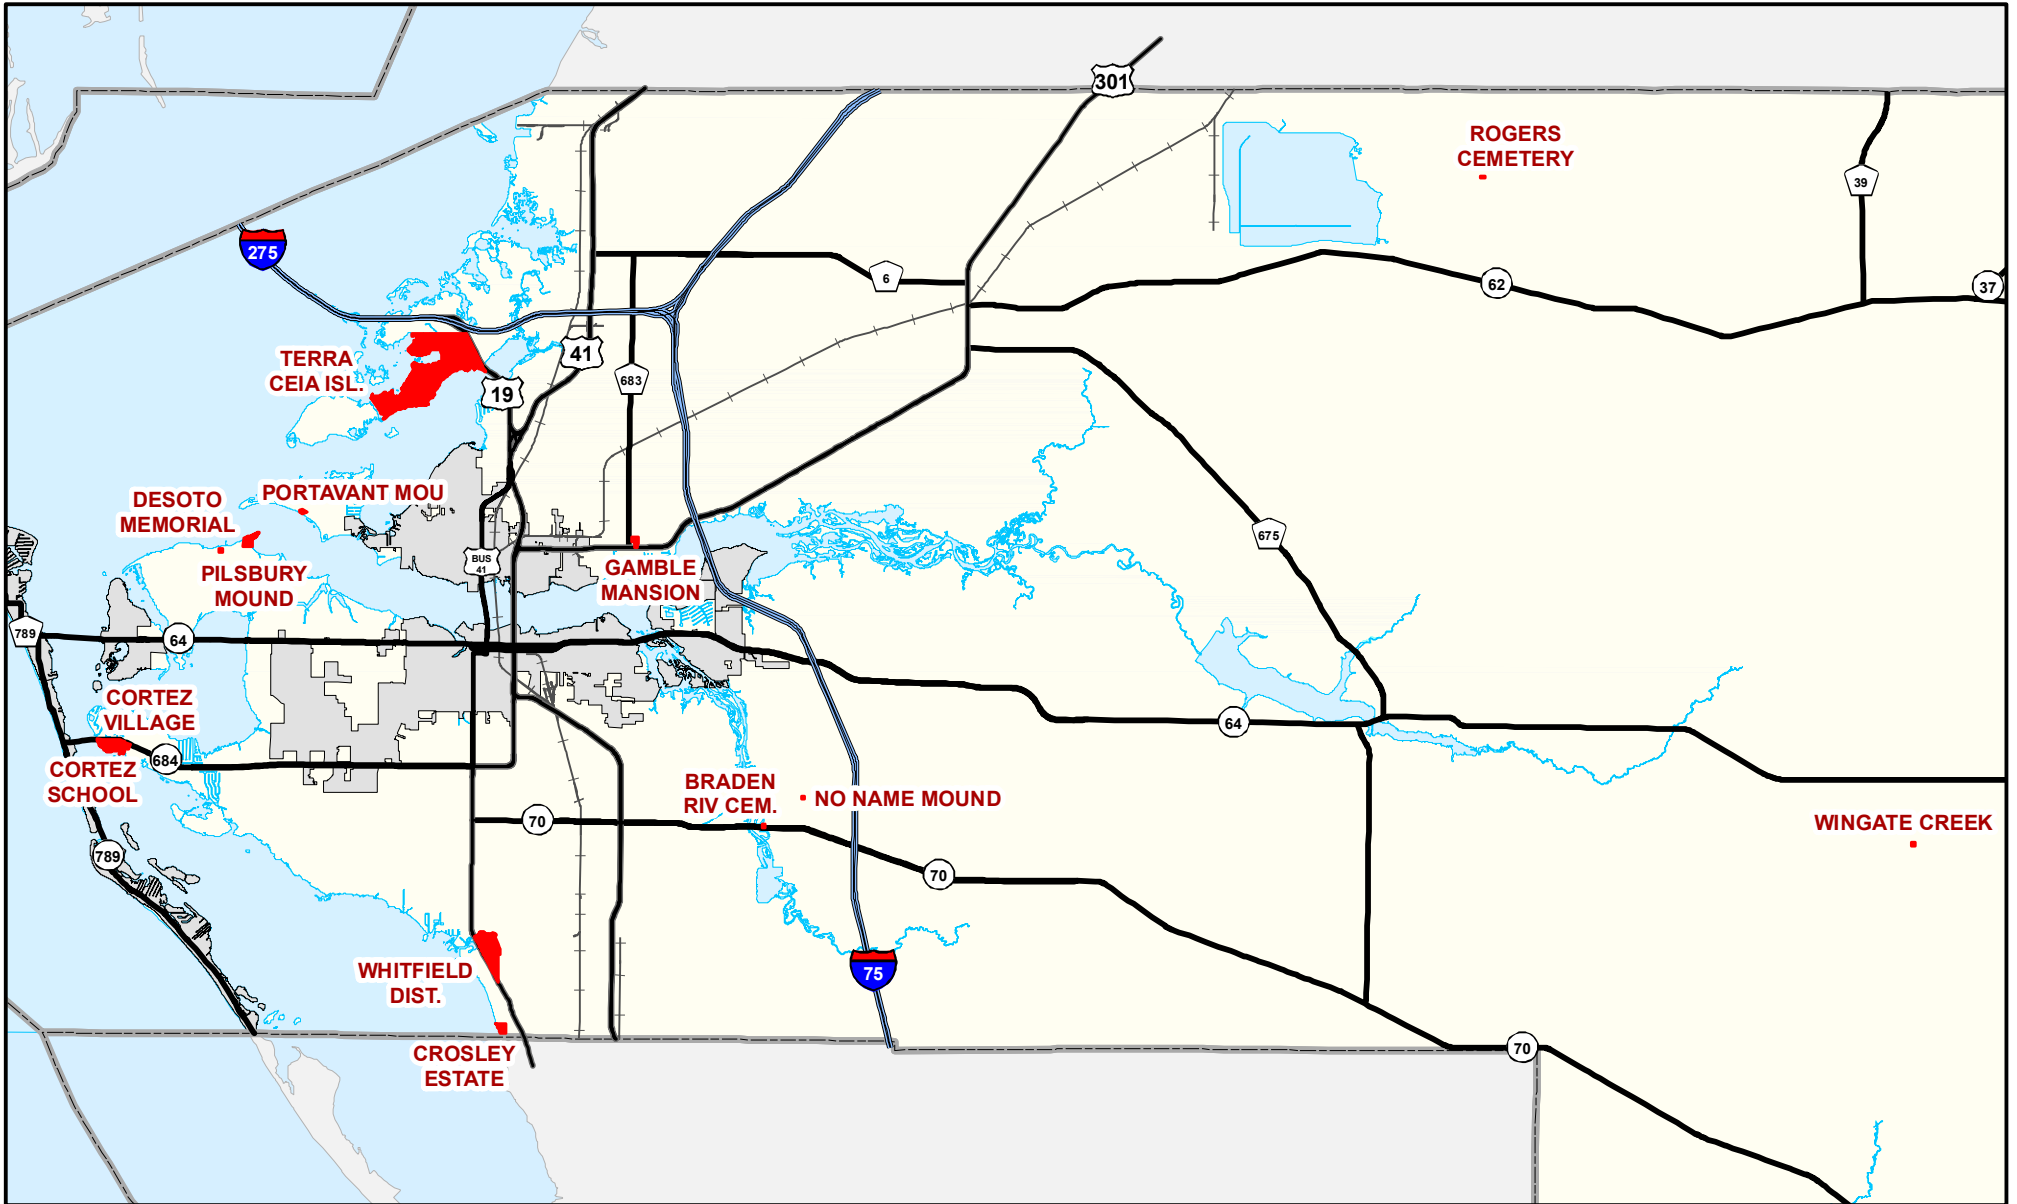 301
ROGERS
CEMETERY
39
275
6
62
37
TERRA
CEIA ISL.
41
683
19
DESOTO
MEMORIAL
PORTAVANT MOU
675
BUS
41
PILSBURY
MOUND
GAMBLE
MANSION
789
64
CORTEZ
VILLAGE
64
684
CORTEZ
SCHOOL
BRADEN
RIV CEM.
NO NAME MOUND
70
WINGATE CREEK
789
70
WHITFIELD
DIST.
75
CROSLEY
ESTATE
70